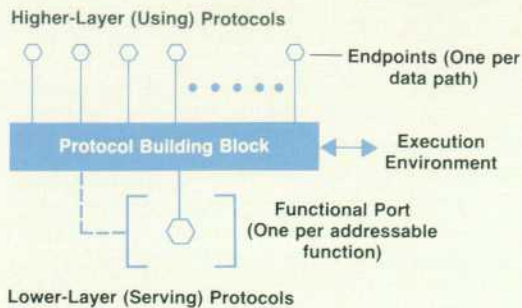 Higher-Layer (Using) Protocols
Endpoints (One per
data path)
Protocol Building Block
Execution
Environment
Functional Port
(One per addressable
function)
Lower-Layer (Serving) Protocols